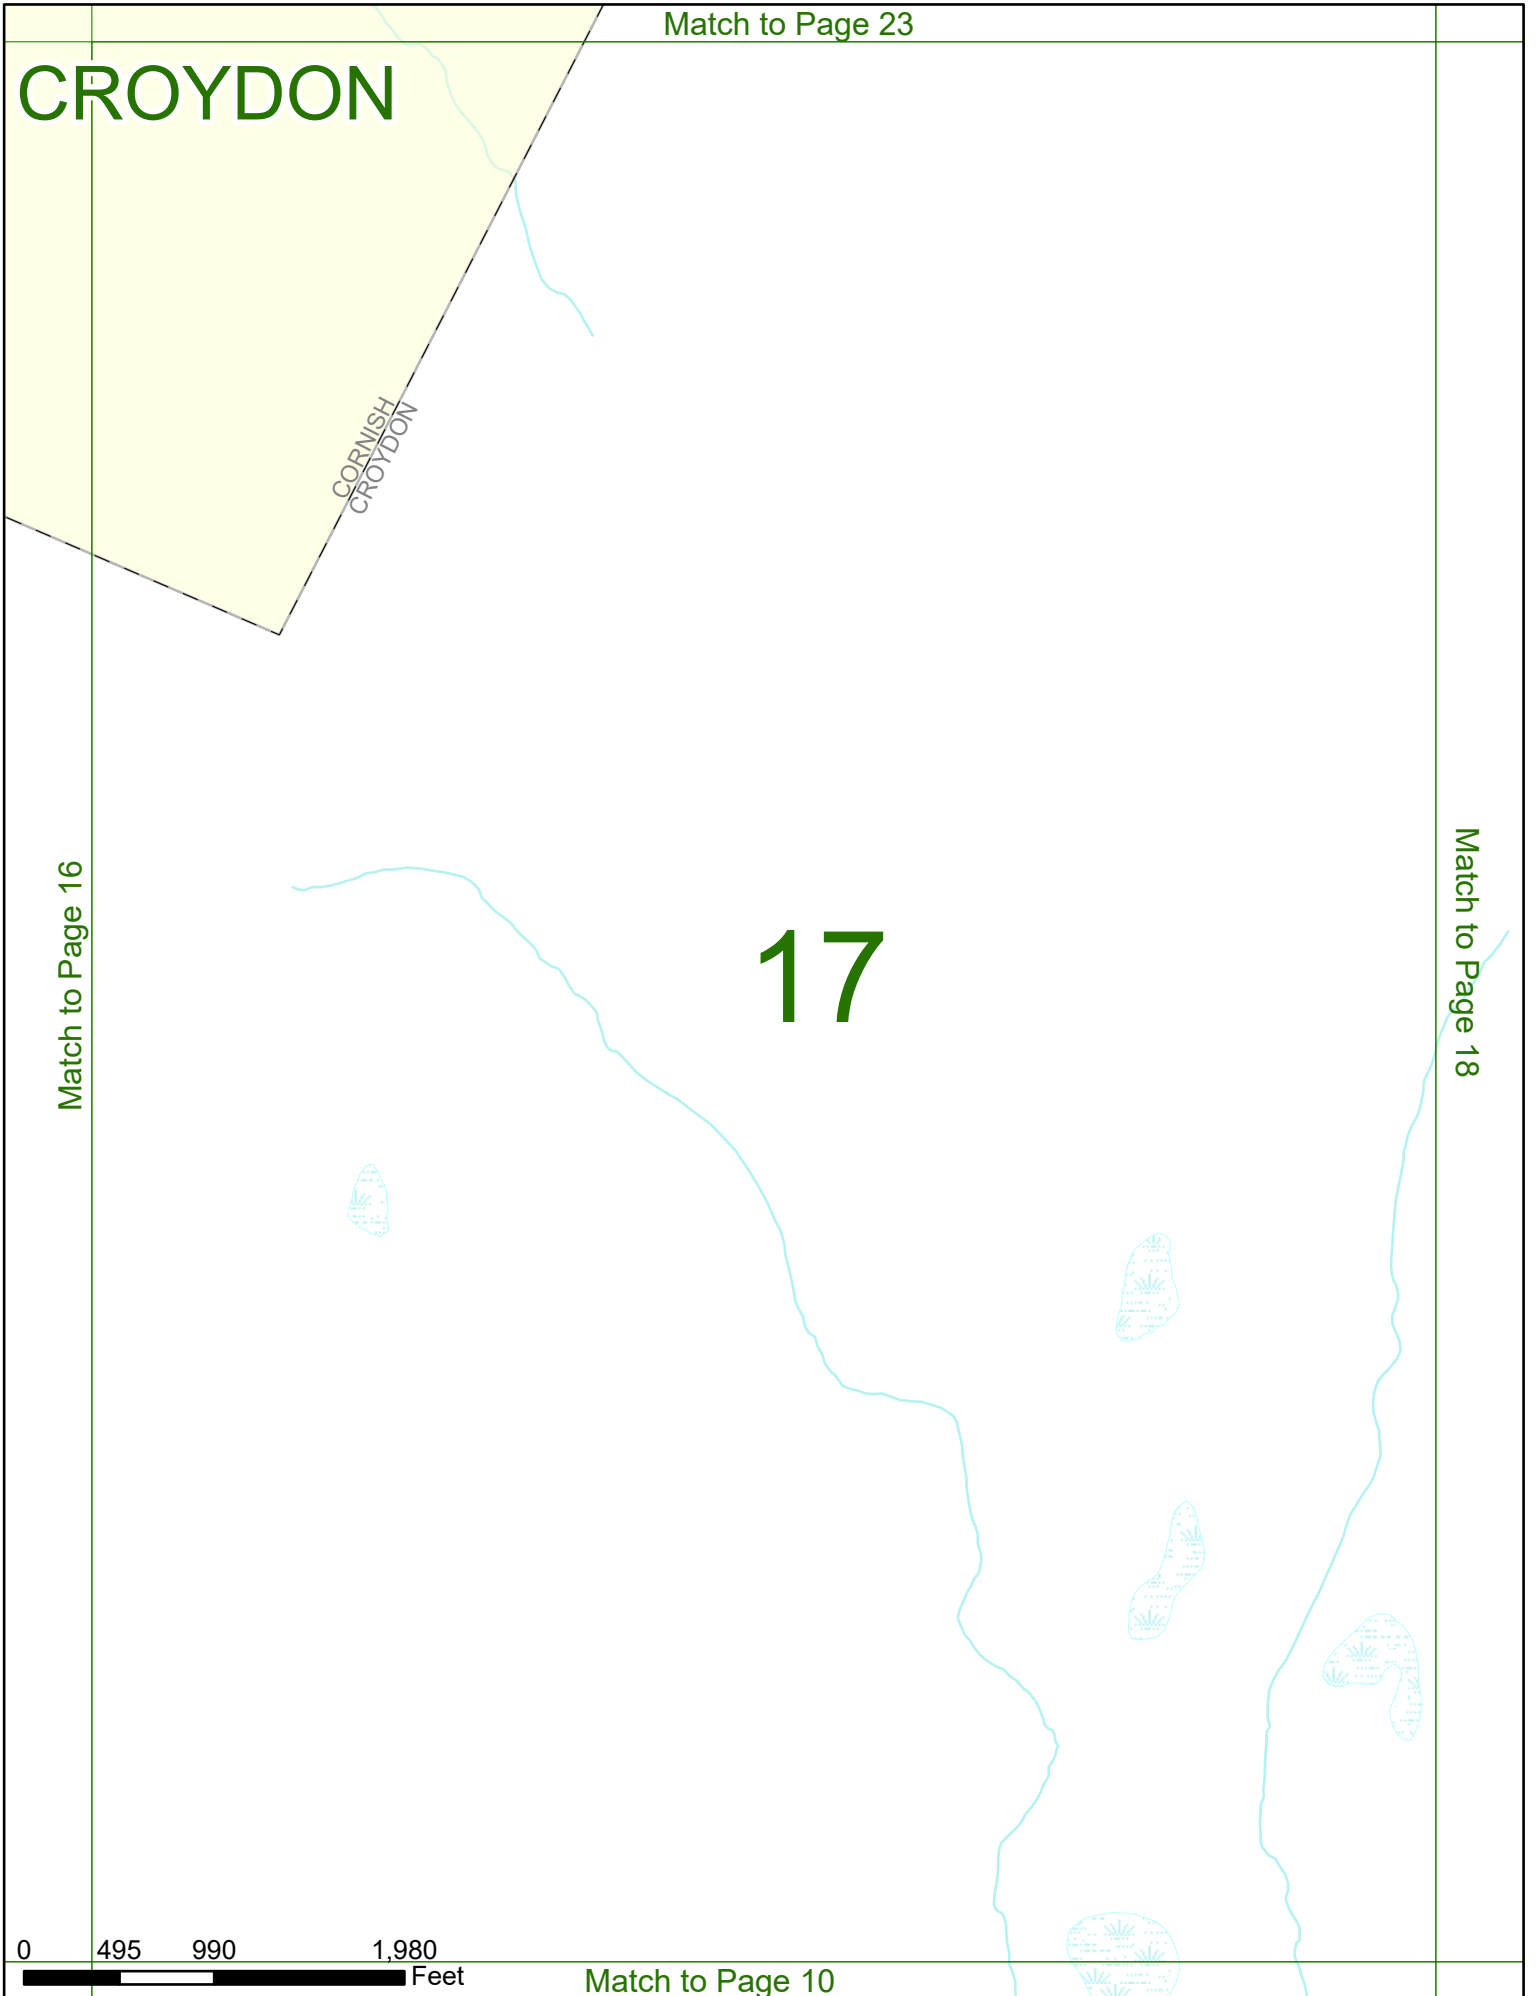 Match to Page 23
CROYDON
CORNISH
CROYDON
Match to Page 16
17
Match to Page 18
0 495 990 1,980
Feet
Match to Page 10